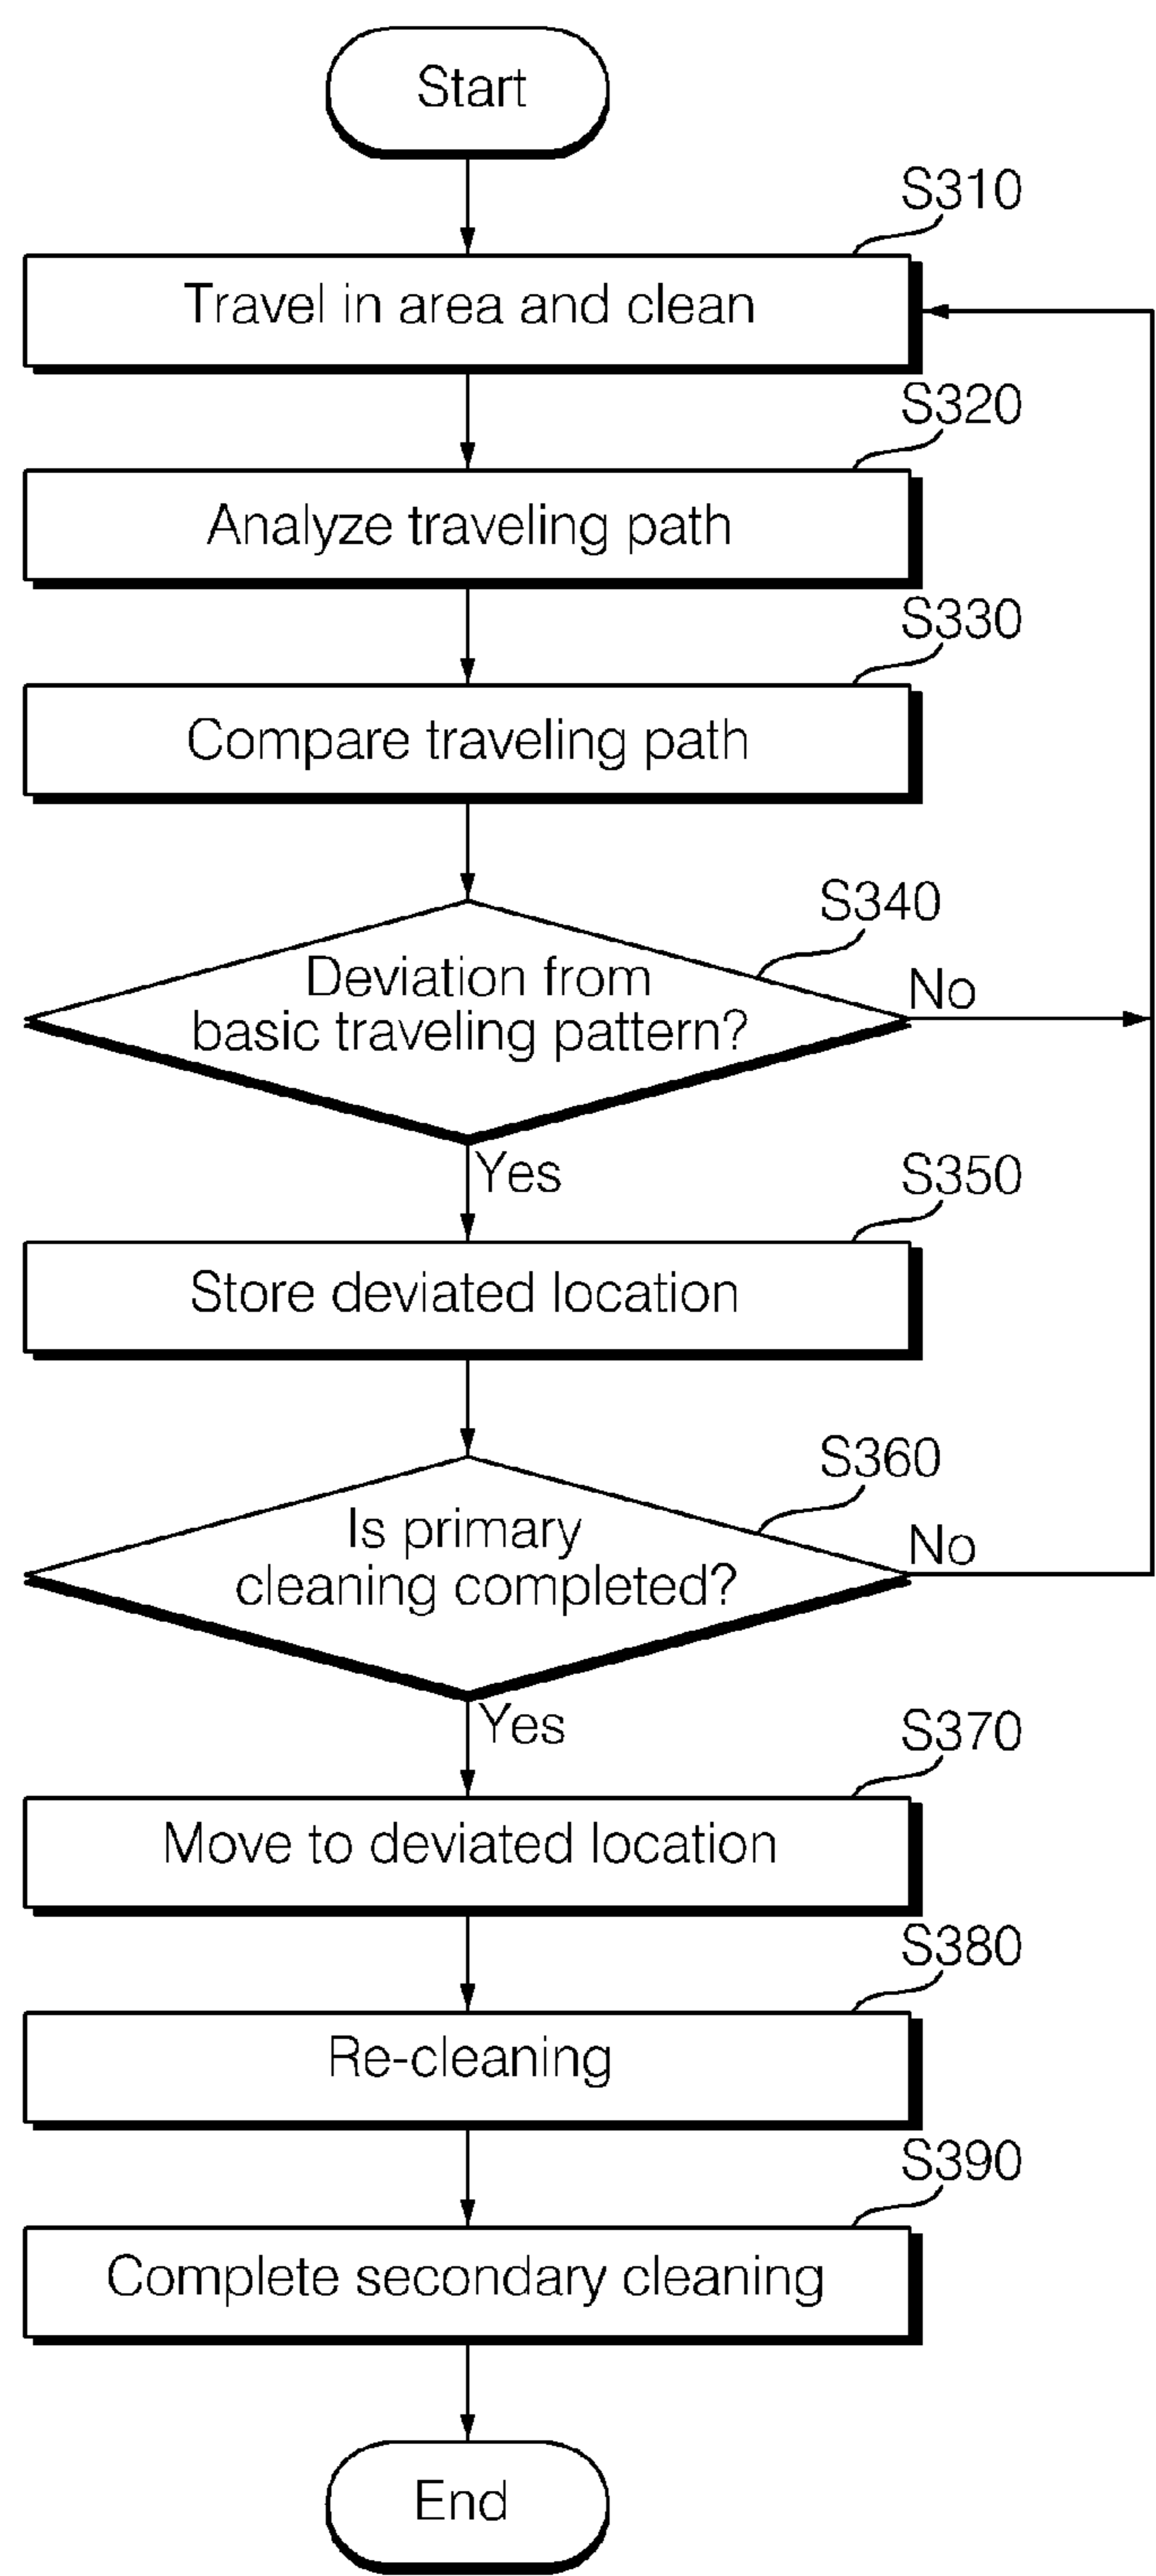 Start
S310
Travel in area and clean
S320
Analyze traveling path
S330
Compare traveling path
S340
Deviation from
basic traveling pattern?
No
Yes
S350
Store deviated location
S360
Is primary
cleaning completed?
No
Yes
S370
Move to deviated location
S380
Re-cleaning
S390
Complete secondary cleaning
End